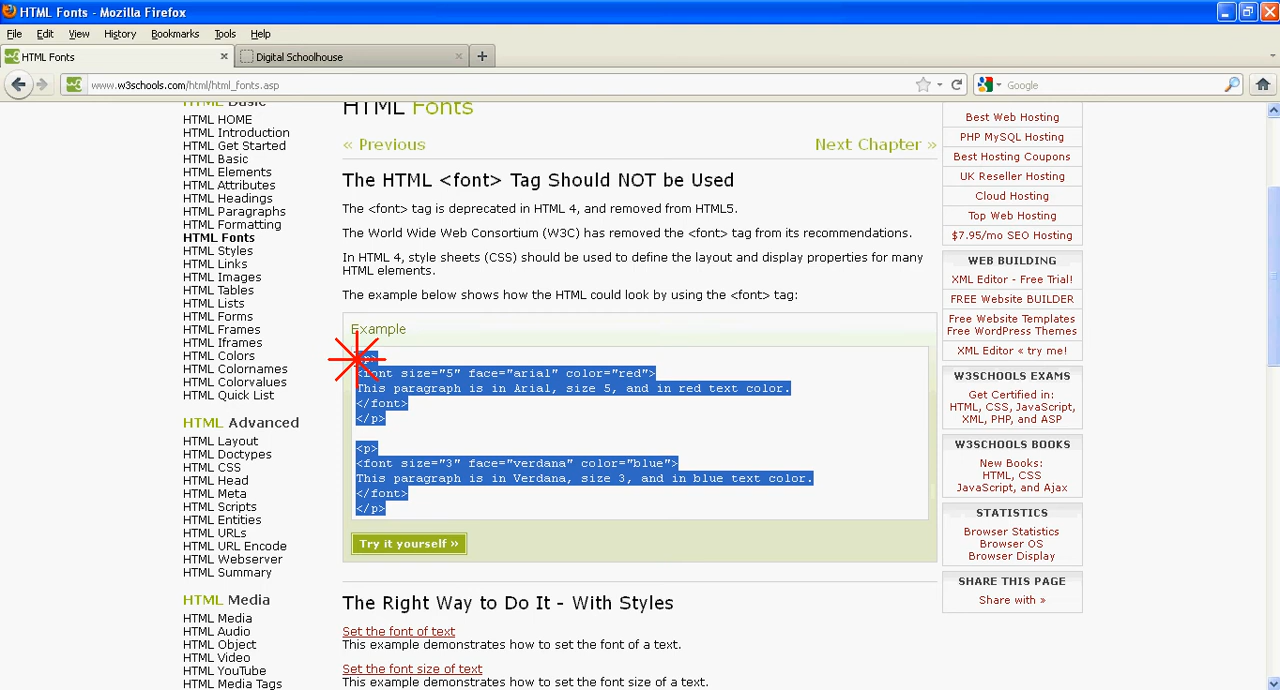 HTML Fonts - Mozilla Firefox
File Edit View History Bookmarks Tools Help
HTML Fonts
Digital Schoolhouse
www.w3schools.com/html/html_fonts.asp
Google
HTML Basic
HTML HOME
HTML Introduction
HTML Get Started
HTML Basic
HTML Elements
HTML Attributes
HTML Headings
HTML Paragraphs
HTML Formatting
HTML Fonts
HTML Styles
HTML Links
HTML Images
HTML Tables
HTML Lists
HTML Forms
HTML Frames
HTML Iframes
HTML Colors
HTML Colornames
HTML Colorvalues
HTML Quick List
HTML Advanced
HTML Layout
HTML Doctypes
HTML CSS
HTML Head
HTML Meta
HTML Scripts
HTML Entities
HTML URLs
HTML URL Encode
HTML Webserver
HTML Summary
HTML Media
HTML Media
HTML Audio
HTML Object
HTML Video
HTML YouTube
HTML Media Tags
HTML Fonts
« Previous
Next Chapter »
The HTML <font> Tag Should NOT be Used
The <font> tag is deprecated in HTML 4, and removed from HTML5.
The World Wide Web Consortium (W3C) has removed the <font> tag from its recommendations.
In HTML 4, style sheets (CSS) should be used to define the layout and display properties for many
HTML elements.
The example below shows how the HTML could look by using the <font> tag:
Example
<p>
<font size="5" face="arial" color="red">
This paragraph is in Arial, size 5, and in red text color.
</font>
</p>
<p>
<font size="3" face="verdana" color="blue">
This paragraph is in Verdana, size 3, and in blue text color.
</font>
</p>
Try it yourself »
The Right Way to Do It - With Styles
Set the font of text
This example demonstrates how to set the font of a text.
Set the font size of text
This example demonstrates how to set the font size of a text.
Best Web Hosting
PHP MySQL Hosting
Best Hosting Coupons
UK Reseller Hosting
Cloud Hosting
Top Web Hosting
$7.95/mo SEO Hosting
WEB BUILDING
XML Editor - Free Trial!
FREE Website BUILDER
Free Website Templates
Free WordPress Themes
XML Editor « try me!
W3SCHOOLS EXAMS
Get Certified in:
HTML, CSS, JavaScript,
XML, PHP, and ASP
W3SCHOOLS BOOKS
New Books:
HTML, CSS
JavaScript, and Ajax
STATISTICS
Browser Statistics
Browser OS
Browser Display
SHARE THIS PAGE
Share with »